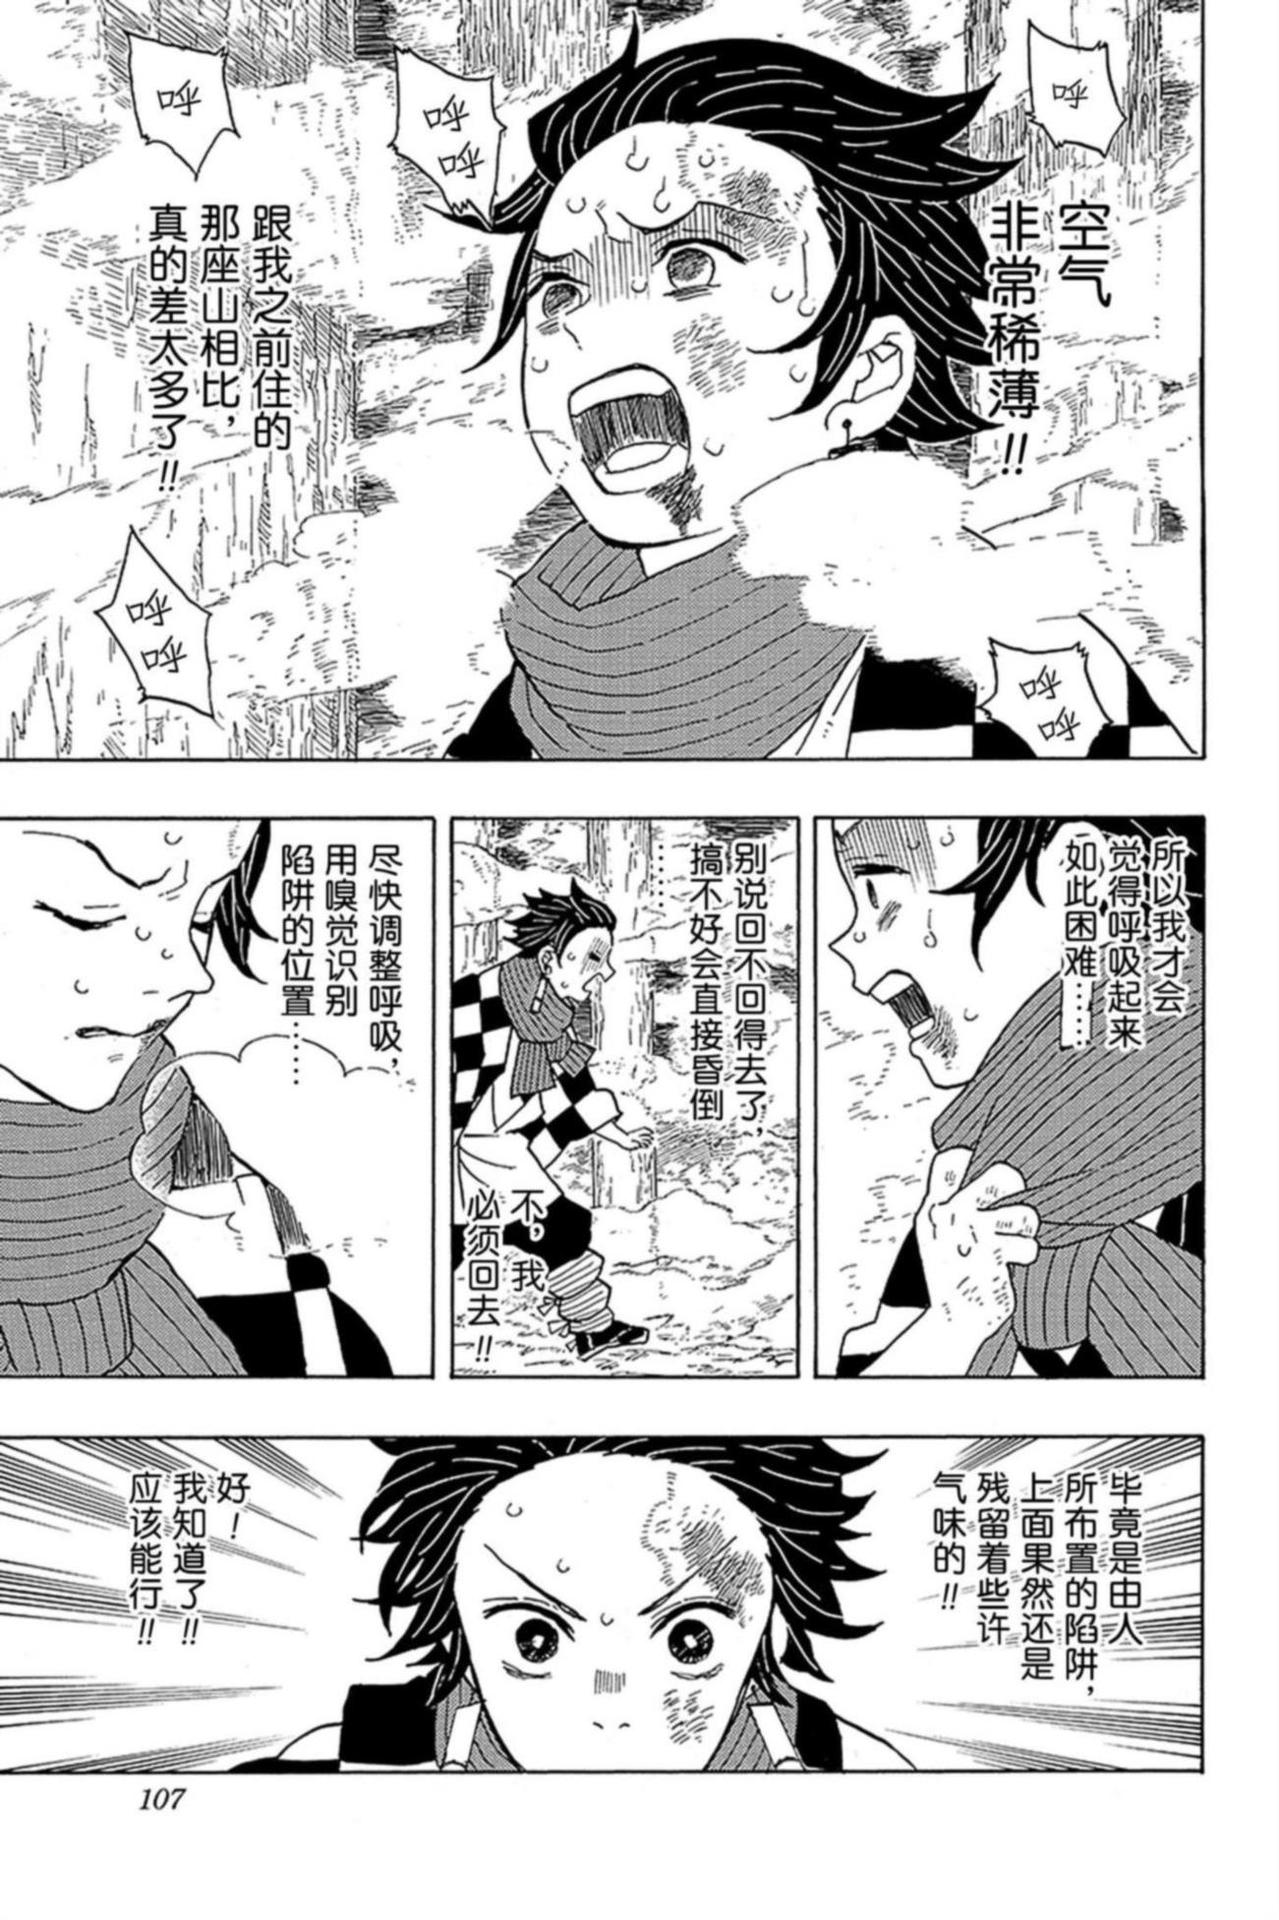 呼
空气
非常稀薄!!
呼
呼
呼
跟我之前住的
那座山相比,
真的差太多了!!
呼
呼
呼
呼
所以我才会
觉得呼吸起来
如此困难……
别说回不回得去了,
搞不好会直接昏倒
……
不,我
必须回去!!
尽快调整呼吸,
用嗅觉识别
陷阱的位置……
毕竟是由人
所布置的陷阱,
上面果然还是
残留着些许
气味的!!
好!
我知道了!!
应该能行!!
107